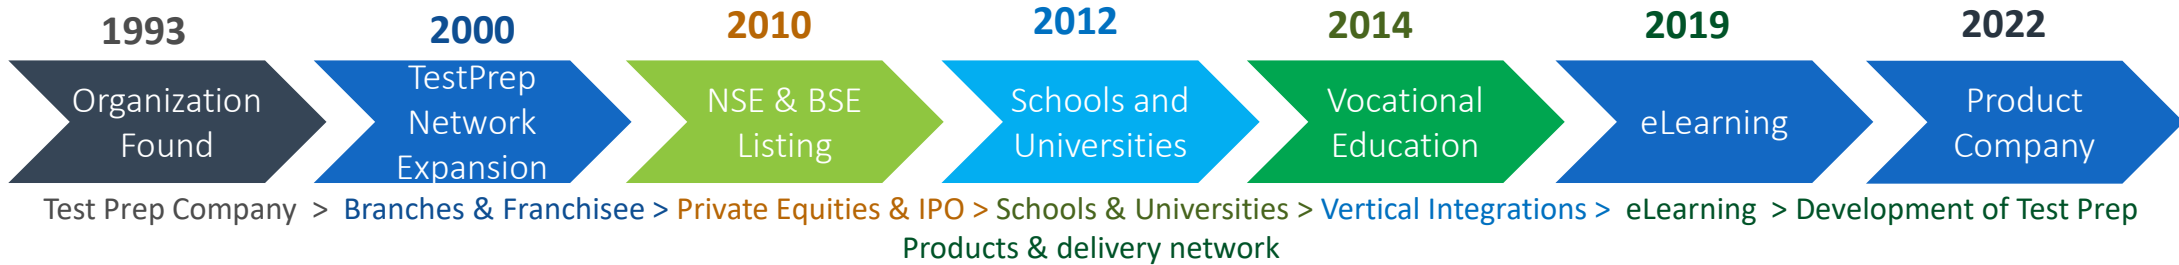 1993
2000
2010
2012
2014
2019
2022
Organization
Found
TestPrep
Network
Expansion
NSE & BSE
Listing
Schools and
Universities
Vocational
Education
eLearning
Product
Company
Test Prep Company > Branches & Franchisee > Private Equities & IPO > Schools & Universities > Vertical Integrations > eLearning > Development of Test Prep
Products & delivery network